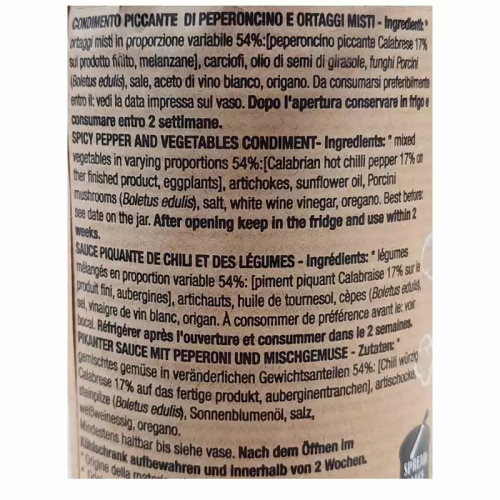 CONDIMENTO PICCANTE DI PEPERONCINO E ORTAGGI MISTI - Ingredienti: *
ortaggi misti in proporzione variabile 54%:[peperoncino piccante Calabrese 17%
sul prodotto finito, melanzane], carciofi, olio di semi di girasole, funghi Porcini
(Boletus edulis), sale, aceto di vino bianco, origano. Da consumarsi preferibilmente
entro il: vedi la data impressa sul vaso. Dopo l'apertura conservare in frigo e
consumare entro 2 settimane.
SPICY PEPPER AND VEGETABLES CONDIMENT- Ingredients: * mixed
vegetables in varying proportions 54%:[Calabrian hot chilli pepper 17% on
ther finished product, eggplants], artichokes, sunflower oil, Porcini
mushrooms (Boletus edulis), salt, white wine vinegar, oregano. Best before:
see date on the jar. After opening keep in the fridge and use within 2
weeks.
SAUCE PIQUANTE DE CHILI ET DES LÉGUMES - Ingrédients: * légumes
mélangés en proportion variable 54%: [piment piquant Calabraise 17% sur le
produit fini, aubergines], artichauts, huile de tournesol, cèpes (Boletus edulis),
sel, vinaigre de vin blanc, origan. À consommer de préférence avant le: voir
bocal. Réfrigérer après l'ouverture et consummer dans le 2 semaines.
PIKANTER SAUCE MIT PEPERONI UND MISCHGEMUSE - Zutaten: *
gemischtes gemüse in veränderlichen Gewichtsanteilen 54%: [Chili würzig
Calabrese 17% auf das fertige produkt, auberginentranchen], artischocke,
steinpilze (Boletus edulis), Sonnenblumenöl, salz,
weißweinessig, oregano.
Mindestens haltbar bis siehe vase. Nach dem Öffnen im
Kühlschrank aufbewahren und innerhalb von 2 Wochen.
* Origine della
SPREAD